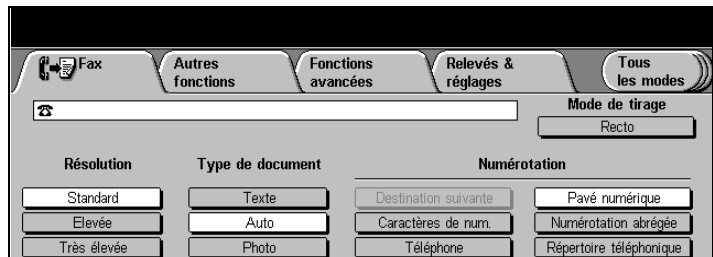 Fax
Autres
fonctions
Fonctions
avancées
Relevés &
réglages
Tous
les modes
Mode de tirage
Recto
Résolution
Type de document
Numérotation
Standard
Texte
Destination suivante
Pavé numérique
Elevée
Auto
Caractères de num.
Numérotation abrégée
Très élevée
Photo
Téléphone
Répertoire téléphonique